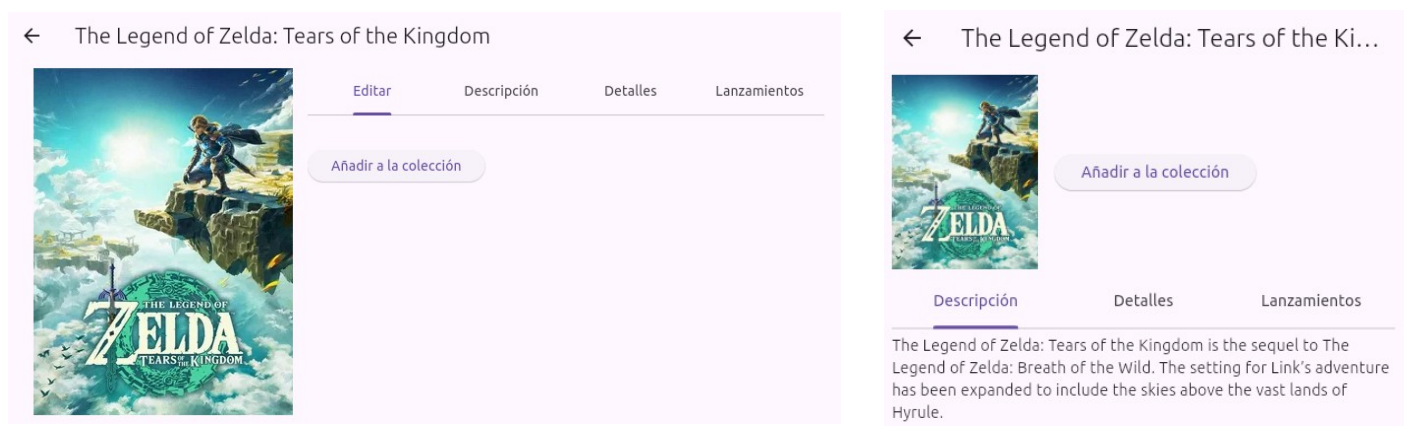 The Legend of Zelda: Tears of the Kingdom
Editar
Descripción
Detalles
Lanzamientos
Añadir a la colección
THE LEGEND OF
ZELDA
TEARS OF THE KINGDOM
The Legend of Zelda: Tears of the Ki...
Añadir a la colección
THE LEGEND OF
ZELDA
TEARS OF THE KINGDOM
Descripción
Detalles
Lanzamientos
The Legend of Zelda: Tears of the Kingdom is the sequel to The
Legend of Zelda: Breath of the Wild. The setting for Link's adventure
has been expanded to include the skies above the vast lands of
Hyrule.